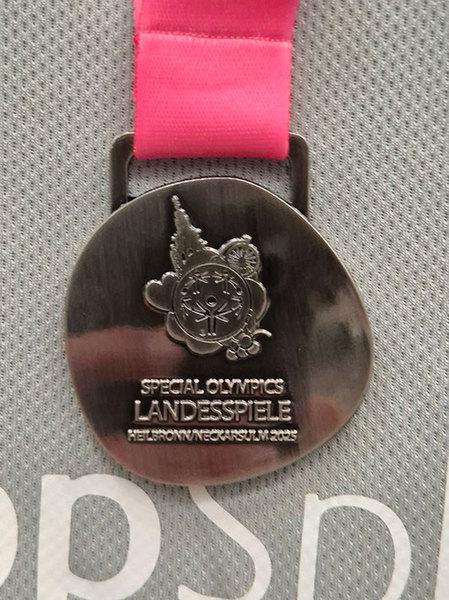 SPECIAL OLYMPICS
LANDESSPIELE
HEILBRONN/NECKARSULM 2025